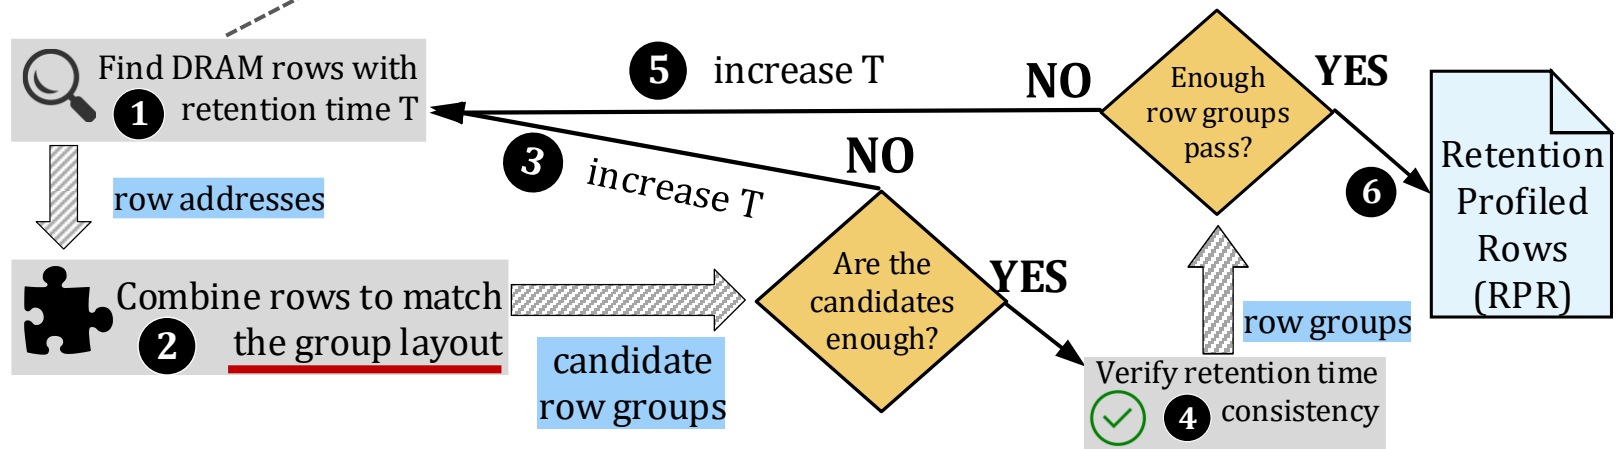 Find DRAM rows with
1 retention time T
row addresses
Combine rows to match
2 the group layout
candidate
row groups
Are the
candidates
enough?
NO
3 increase T
YES
Verify retention time
4 consistency
row groups
Enough
row groups
pass?
NO
5 increase T
YES
6
Retention
Profiled
Rows
(RPR)